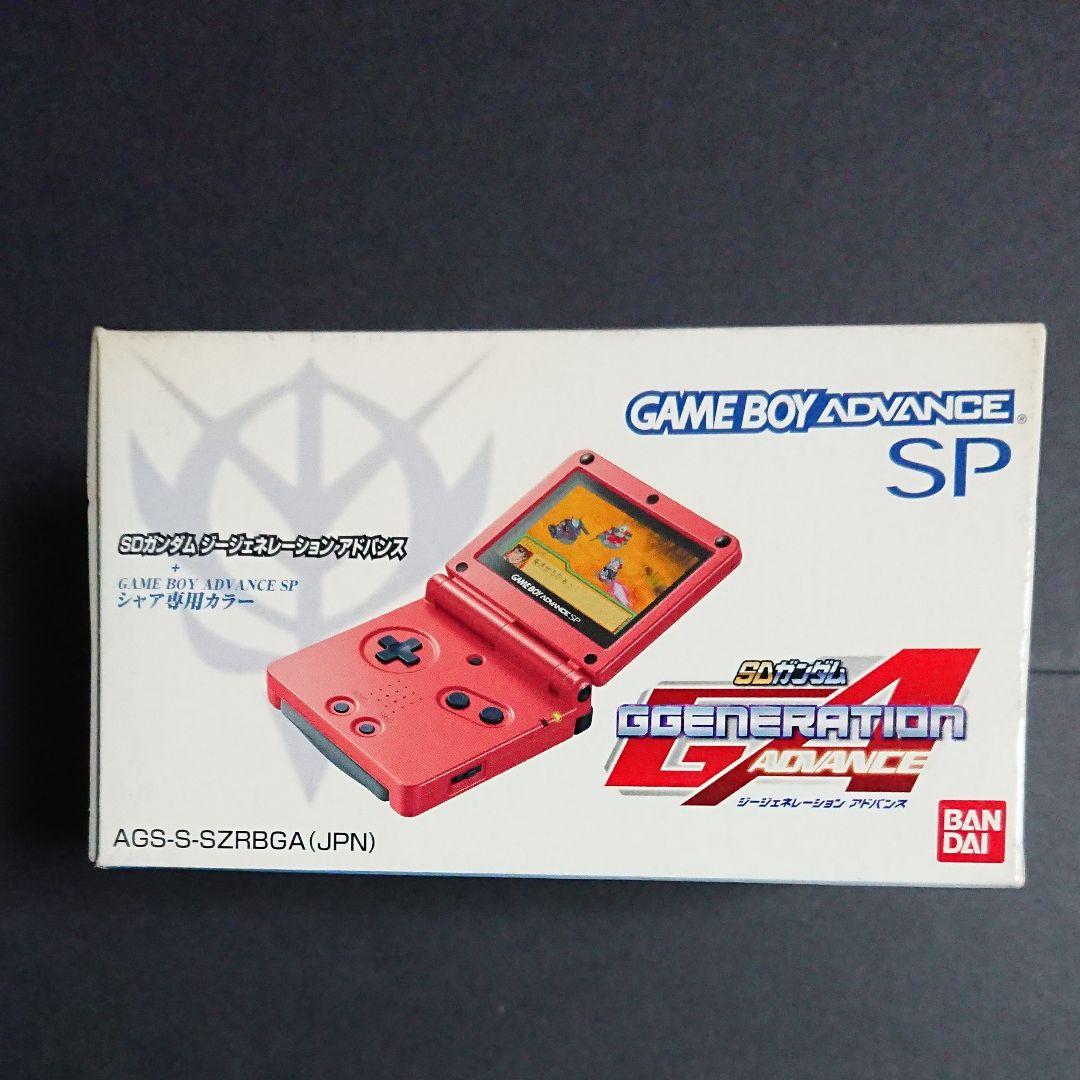 GAME BOY ADVANCE®
SP
SDガンダム ジージェネレーション アドバンス
+
GAME BOY ADVANCE SP
シャア専用カラー
GAME BOY ADVANCE SP
SDガンダム
GGENERATION
ADVANCE
ジージェネレーション アドバンス
BAN
DAI
AGS-S-SZRBGA(JPN)